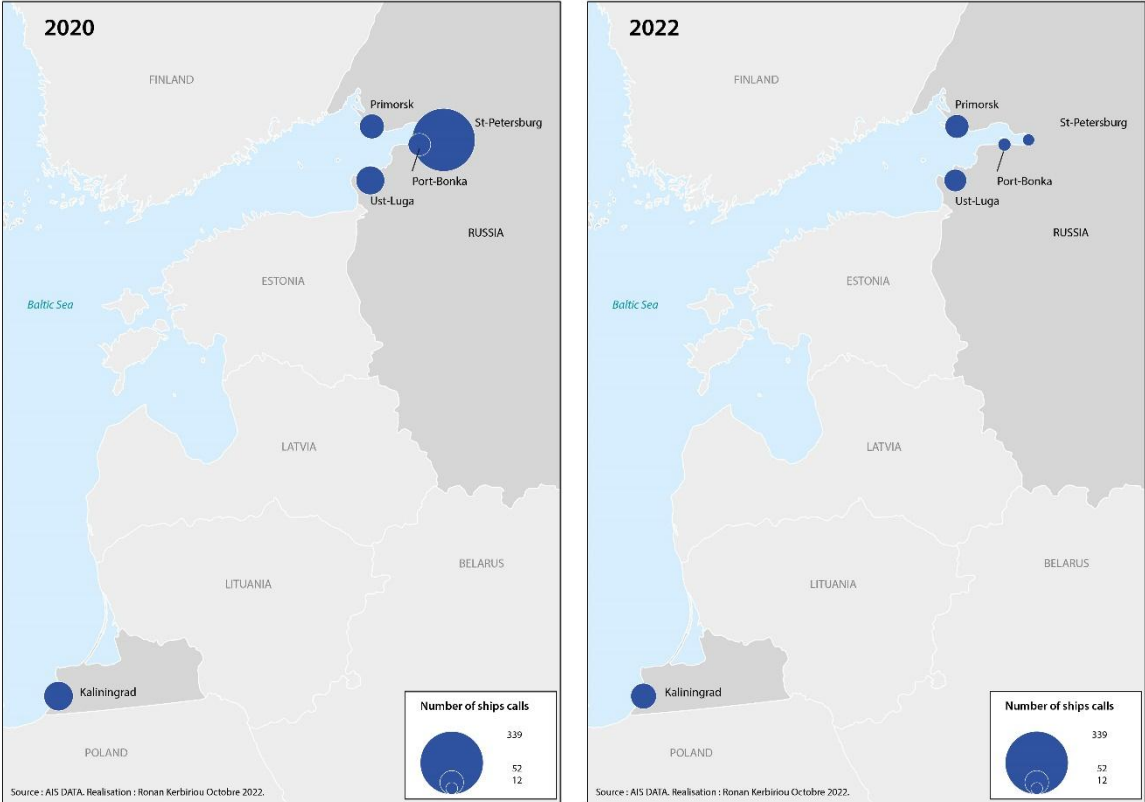 2020
FINLAND
Primorsk
St-Petersburg
Port-Bonka
Ust-Luga
RUSSIA
ESTONIA
Baltic Sea
LATVIA
BELARUS
LITUANIA
Kaliningrad
POLAND
Number of ships calls
339
52
12
Source : AIS DATA. Realisation : Ronan Kerbiriou Octobre 2022.
2022
FINLAND
Primorsk
St-Petersburg
Port-Bonka
Ust-Luga
RUSSIA
ESTONIA
Baltic Sea
LATVIA
BELARUS
LITUANIA
Kaliningrad
POLAND
Number of ships calls
339
52
12
Source : AIS DATA. Realisation : Ronan Kerbiriou Octobre 2022.